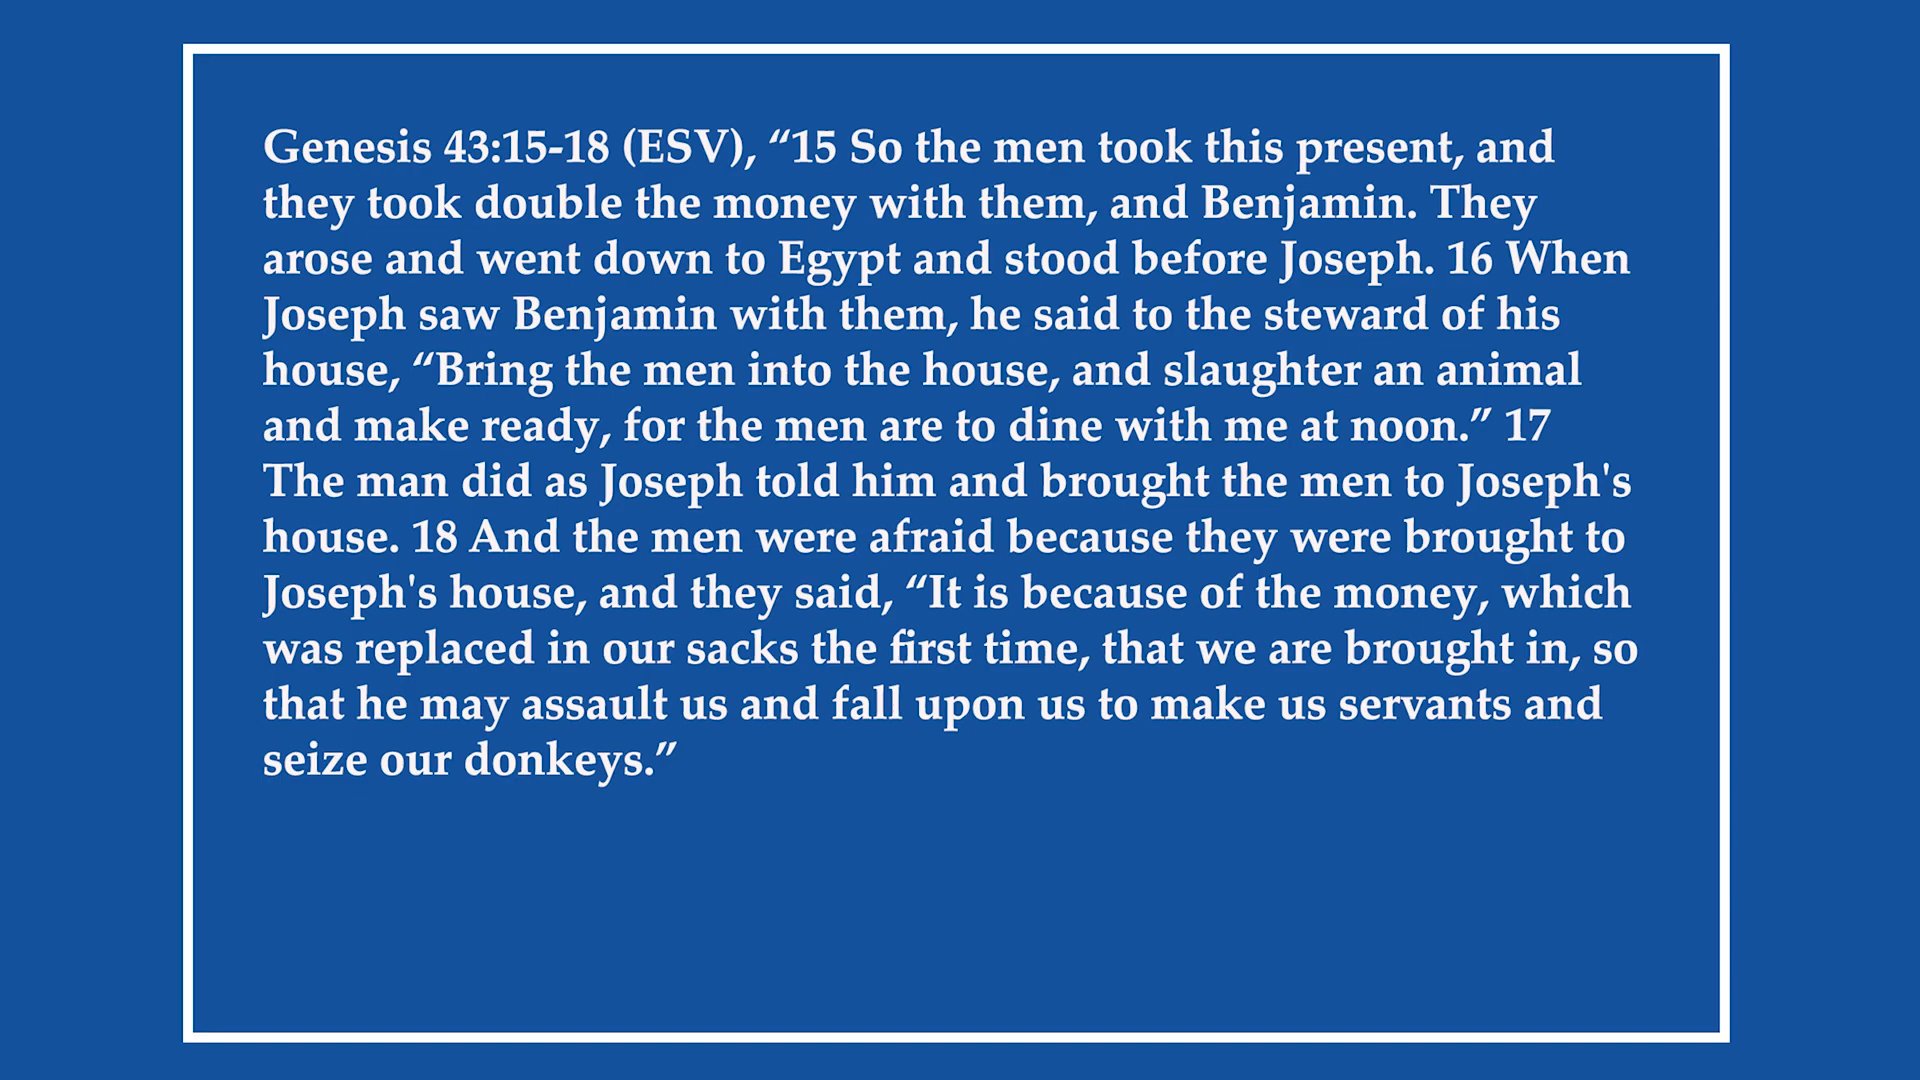 Genesis 43:15-18 (ESV), “15 So the men took this present, and
they took double the money with them, and Benjamin. They
arose and went down to Egypt and stood before Joseph. 16 When
Joseph saw Benjamin with them, he said to the steward of his
house, “Bring the men into the house, and slaughter an animal
and make ready, for the men are to dine with me at noon.” 17
The man did as Joseph told him and brought the men to Joseph's
house. 18 And the men were afraid because they were brought to
Joseph's house, and they said, “It is because of the money, which
was replaced in our sacks the first time, that we are brought in, so
that he may assault us and fall upon us to make us servants and
seize our donkeys.”